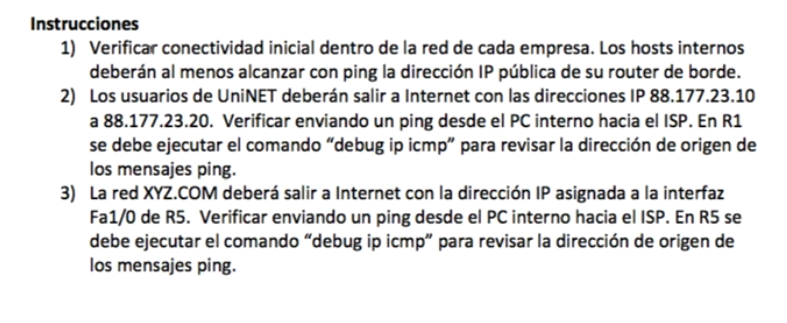 Instrucciones
1) Verificar conectividad inicial dentro de la red de cada empresa. Los hosts internos
deberán al menos alcanzar con ping la dirección IP pública de su router de borde.
2) Los usuarios de UniNET deberán salir a Internet con las direcciones IP 88.177.23.10
a 88.177.23.20. Verificar enviando un ping desde el PC interno hacia el ISP. En R1
se debe ejecutar el comando “debug ip icmp” para revisar la dirección de origen de
los mensajes ping.
3) La red XYZ.COM deberá salir a Internet con la dirección IP asignada a la interfaz
Fa1/0 de R5. Verificar enviando un ping desde el PC interno hacia el ISP. En R5 se
debe ejecutar el comando “debug ip icmp” para revisar la dirección de origen de
los mensajes ping.